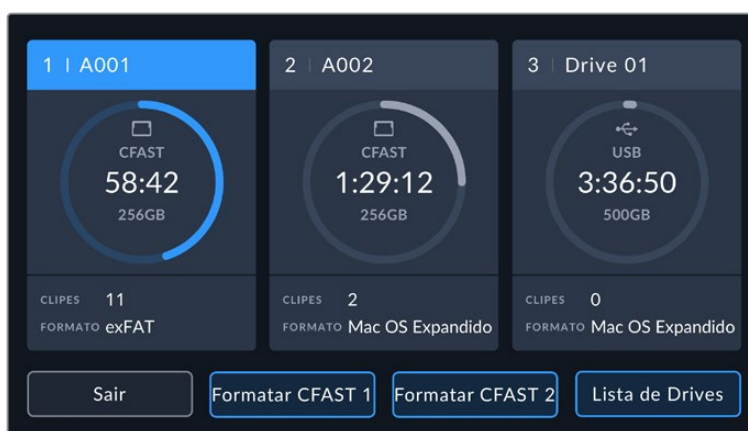 1 | A001
CFAST
58:42
256GB
CLIPES 11
FORMATO exFAT
2 | A002
CFAST
1:29:12
256GB
CLIPES 2
FORMATO Mac OS Expandido
3 | Drive 01
USB
3:36:50
500GB
CLIPES 0
FORMATO Mac OS Expandido
Sair
Formatar CFAST 1
Formatar CFAST 2
Lista de Drives